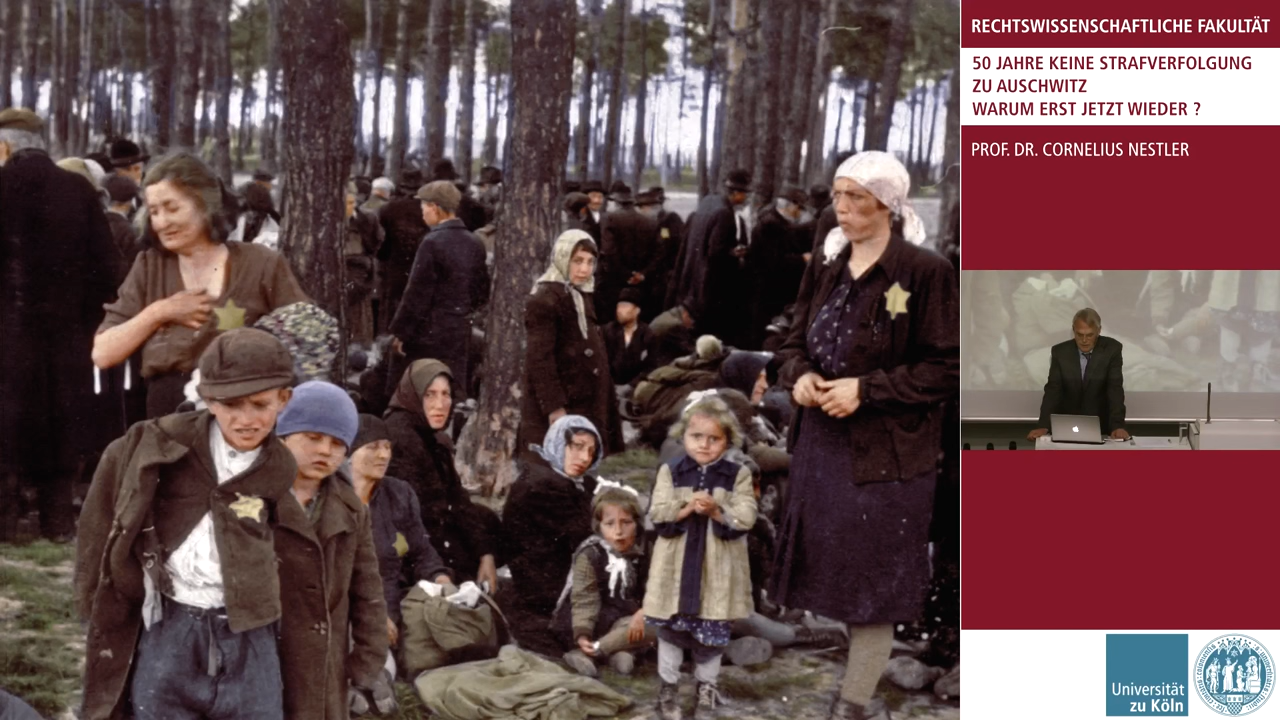 RECHTSWISSENSCHAFTLICHE FAKULTÄT
50 JAHRE KEINE STRAFVERFOLGUNG
ZU AUSCHWITZ
WARUM ERST JETZT WIEDER ?
PROF. DR. CORNELIUS NESTLER
Universität
zu Köln